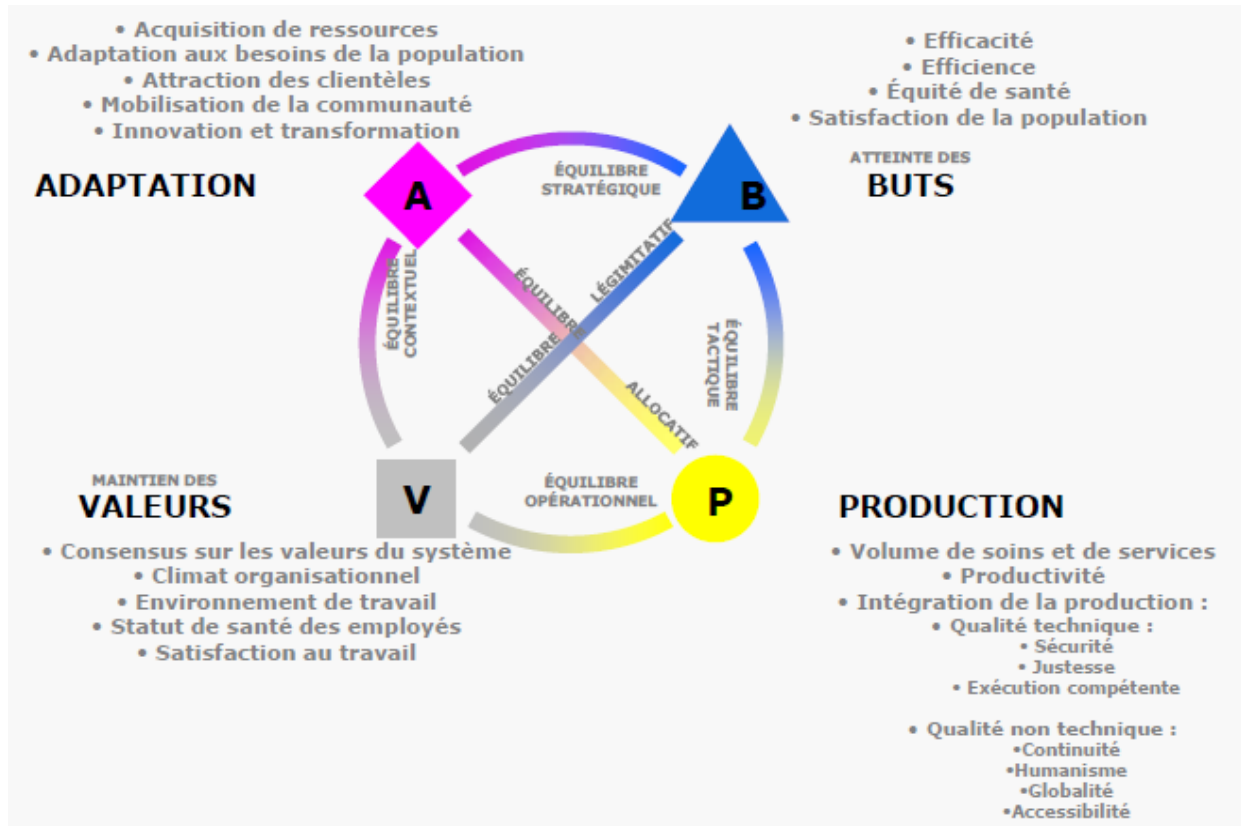 • Acquisition de ressources
• Adaptation aux besoins de la population
• Attraction des clientèles
• Mobilisation de la communauté
• Innovation et transformation
ADAPTATION
A
• Efficacité
• Efficience
• Équité de santé
• Satisfaction de la population
ATTEINTE DES
BUTS
B
ÉQUILIBRE
STRATÉGIQUE
ÉQUILIBRE
CONTEXTUEL
ÉQUILIBRE
LÉGIMITATIF
ÉQUILIBRE
ALLOCATIF
ÉQUILIBRE
TACTIQUE
MAINTIEN DES
VALEURS
V
• Consensus sur les valeurs du système
• Climat organisationnel
• Environnement de travail
• Statut de santé des employés
• Satisfaction au travail
ÉQUILIBRE
OPÉRATIONNEL
P
PRODUCTION
• Volume de soins et de services
• Productivité
• Intégration de la production :
• Qualité technique :
• Sécurité
• Justesse
• Exécution compétente
• Qualité non technique :
•Continuité
•Humanisme
•Globalité
•Accessibilité